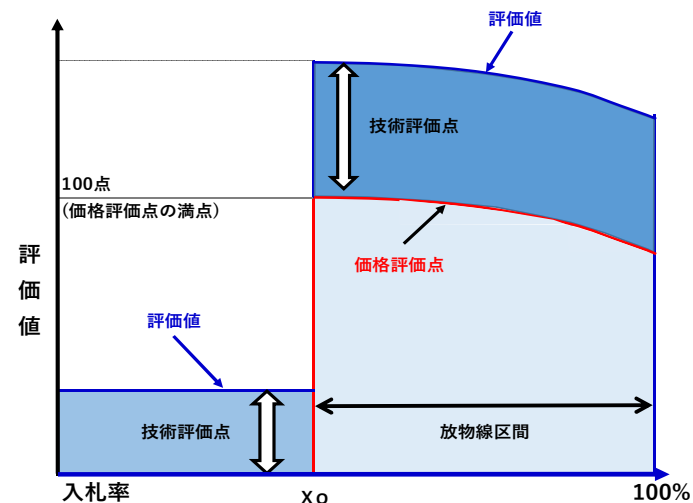 評価値
技術評価点
100点
(価格評価点の満点)
価格評価点
評価値
評価値
技術評価点
放物線区間
入札率
X₀
100%